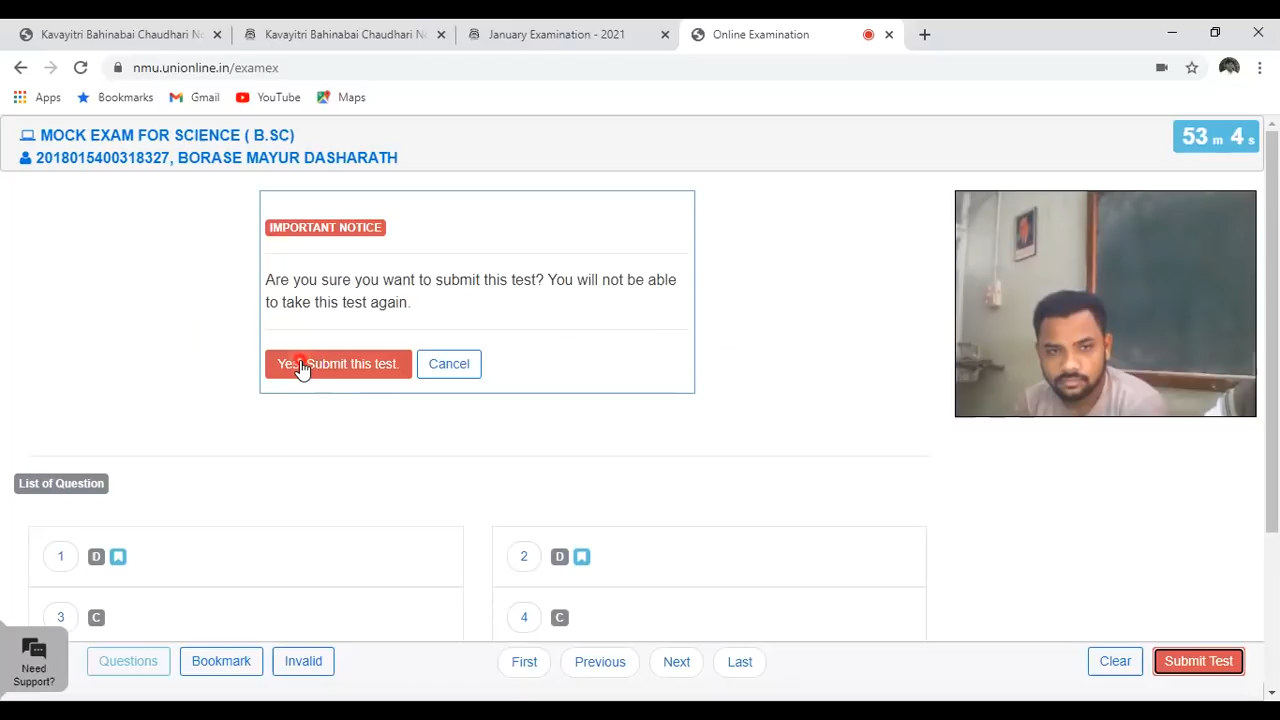 Kavayitri Bahinabai Chaudhari No
Kavayitri Bahinabai Chaudhari N
January Examination - 2021
Online Examination
nmu.unionline.in/examex
Apps
Bookmarks
Gmail
YouTube
Maps
MOCK EXAM FOR SCIENCE ( B.SC)
53 m 4 s
2018015400318327, BORASE MAYUR DASHARATH
IMPORTANT NOTICE
Are you sure you want to submit this test? You will not be able
to take this test again.
Yes, Submit this test.
Cancel
List of Question
1 D
2 D
3 C
4 C
Need
Support?
Questions
Bookmark
Invalid
First
Previous
Next
Last
Clear
Submit Test